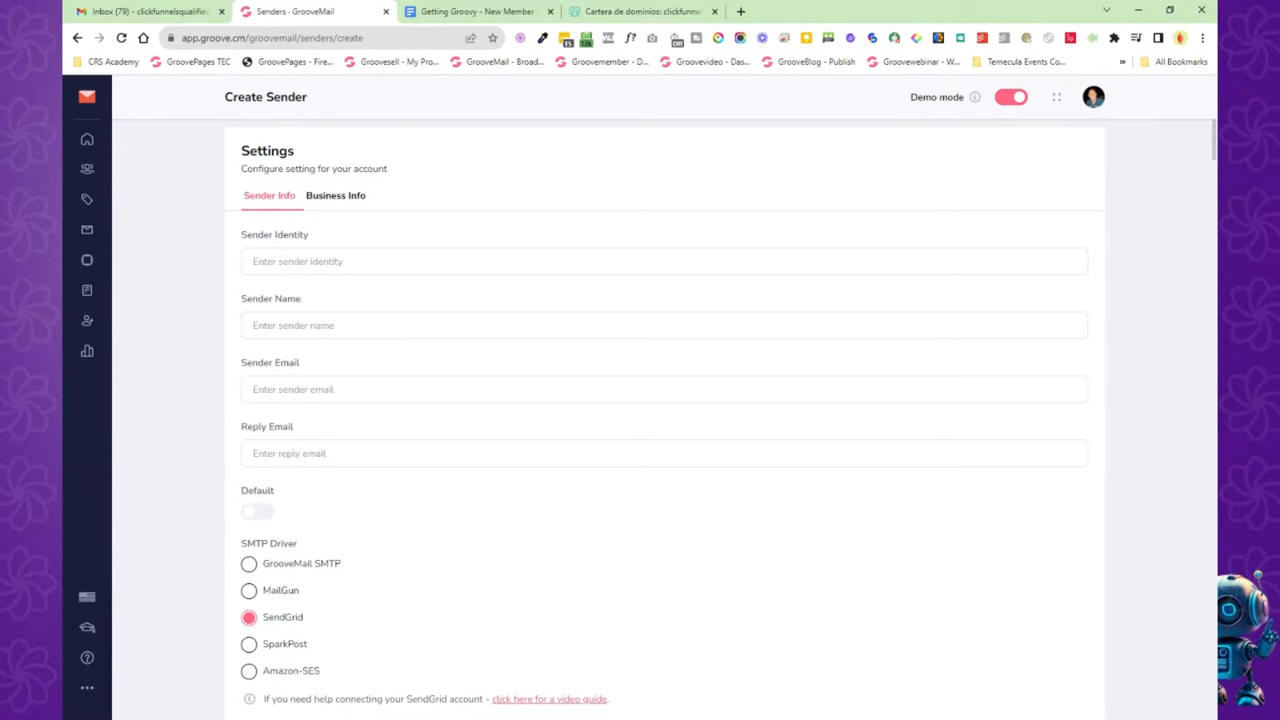 Inbox (79) - clickfunnelsqualified
Senders - GrooveMail
Getting Groovy - New Member
Cartera de dominios: clickfunnel
app.groove.cm/groovemail/senders/create
CRS Academy
GroovePages TEC
GroovePages - Fire...
Groovesell - My Pro...
GrooveMail - Broad...
Groovemember - D...
Groovevideo - Das...
GrooveBlog - Publish
Groovewebinar - W...
Temecula Events Co...
»
All Bookmarks
Create Sender
Demo mode
Settings
Configure setting for your account
Sender Info
Business Info
Sender Identity
Enter sender identity
Sender Name
Enter sender name
Sender Email
Enter sender email
Reply Email
Enter reply email
Default
SMTP Driver
GrooveMail SMTP
MailGun
SendGrid
SparkPost
Amazon-SES
If you need help connecting your SendGrid account - click here for a video guide.